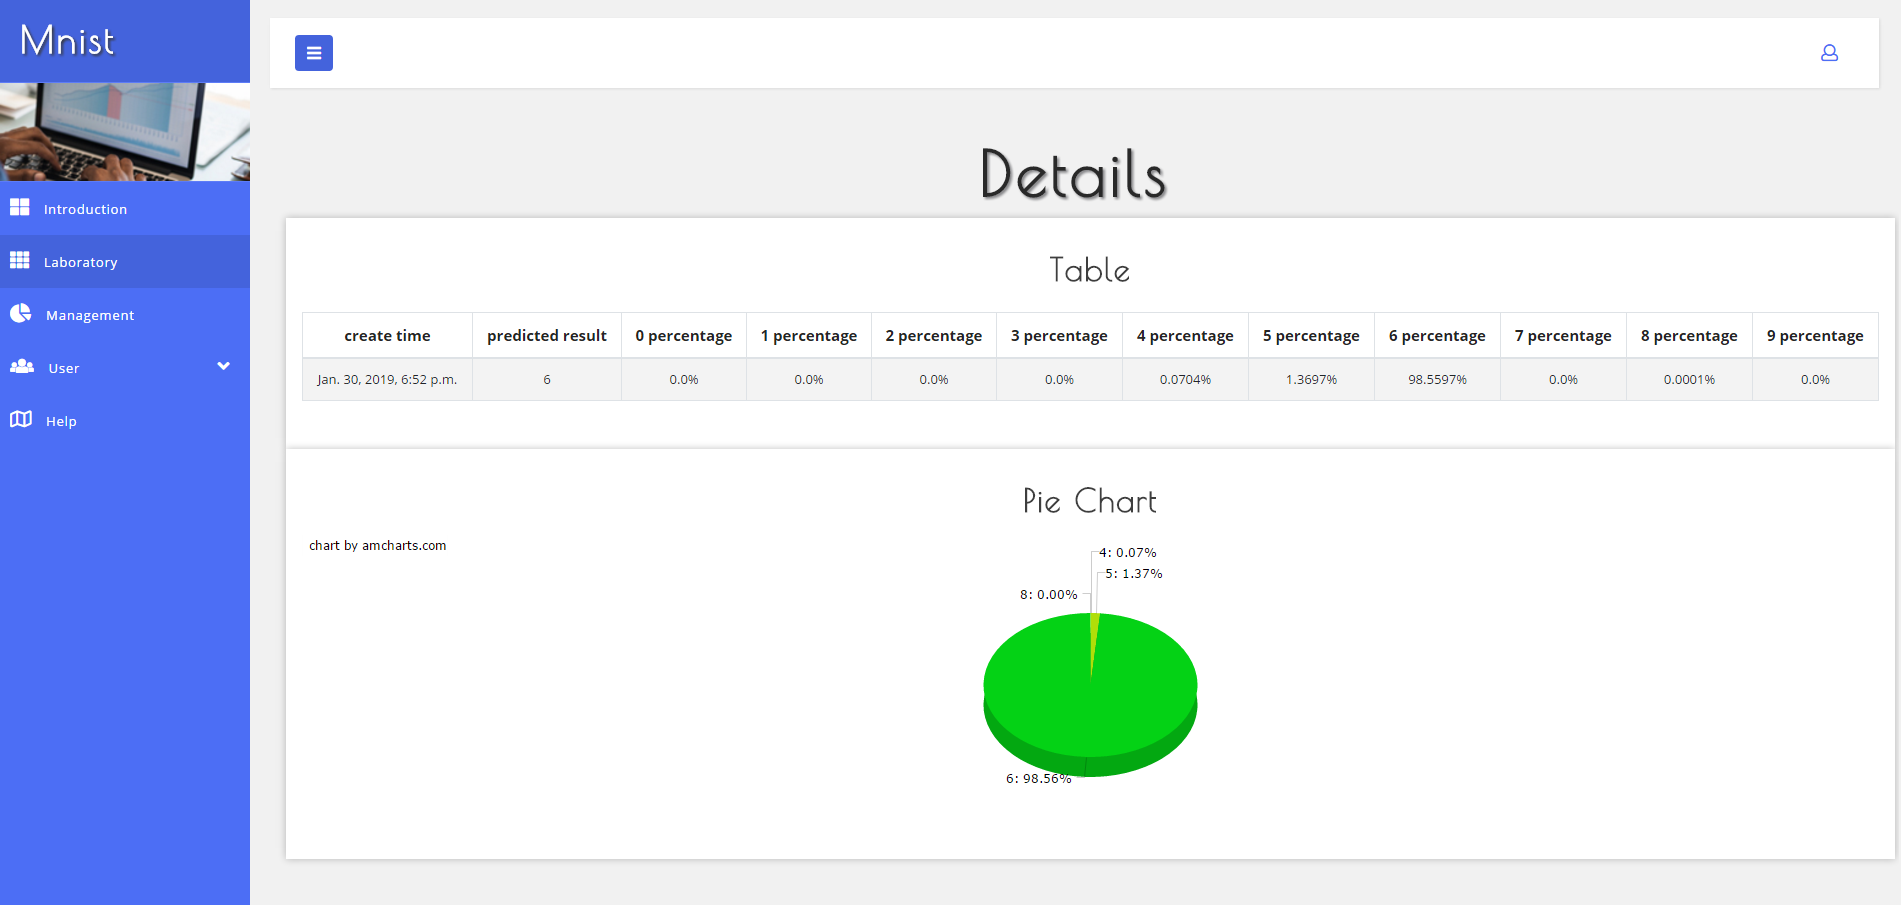 Mnist
Introduction
Laboratory
Management
User
Help
Details
Table
create time predicted result 0 percentage 1 percentage 2 percentage 3 percentage 4 percentage 5 percentage 6 percentage 7 percentage 8 percentage 9 percentage
Jan. 30, 2019, 6:52 p.m. 6 0.0% 0.0% 0.0% 0.0% 0.0704% 1.3697% 98.5597% 0.0% 0.0001% 0.0%
Pie Chart
chart by amcharts.com
4: 0.07%
5: 1.37%
8: 0.00%
6: 98.56%